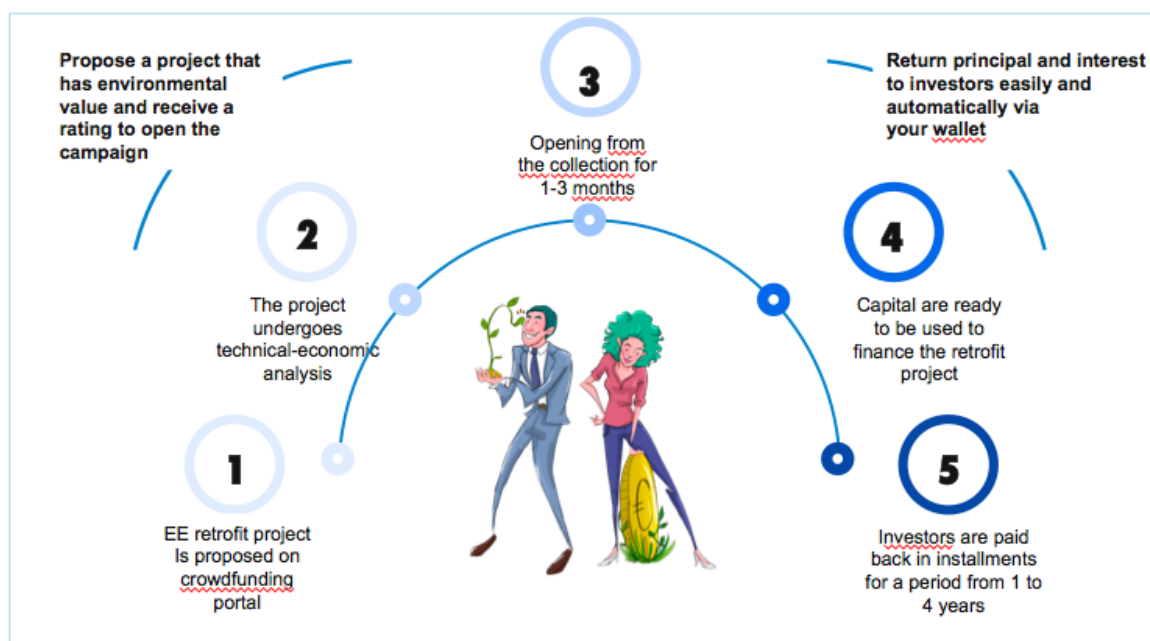 Propose a project that
has environmental
value and receive a
rating to open the
campaign
3
Return principal and interest
to investors easily and
automatically via
your wallet
Opening from
the collection for
1-3 months
2
4
The project
undergoes
technical-economic
analysis
Capital are ready
to be used to
finance the retrofit
project
1
5
EE retrofit project
Is proposed on
crowdfunding
portal
Investors are paid
back in installments
for a period from 1 to
4 years